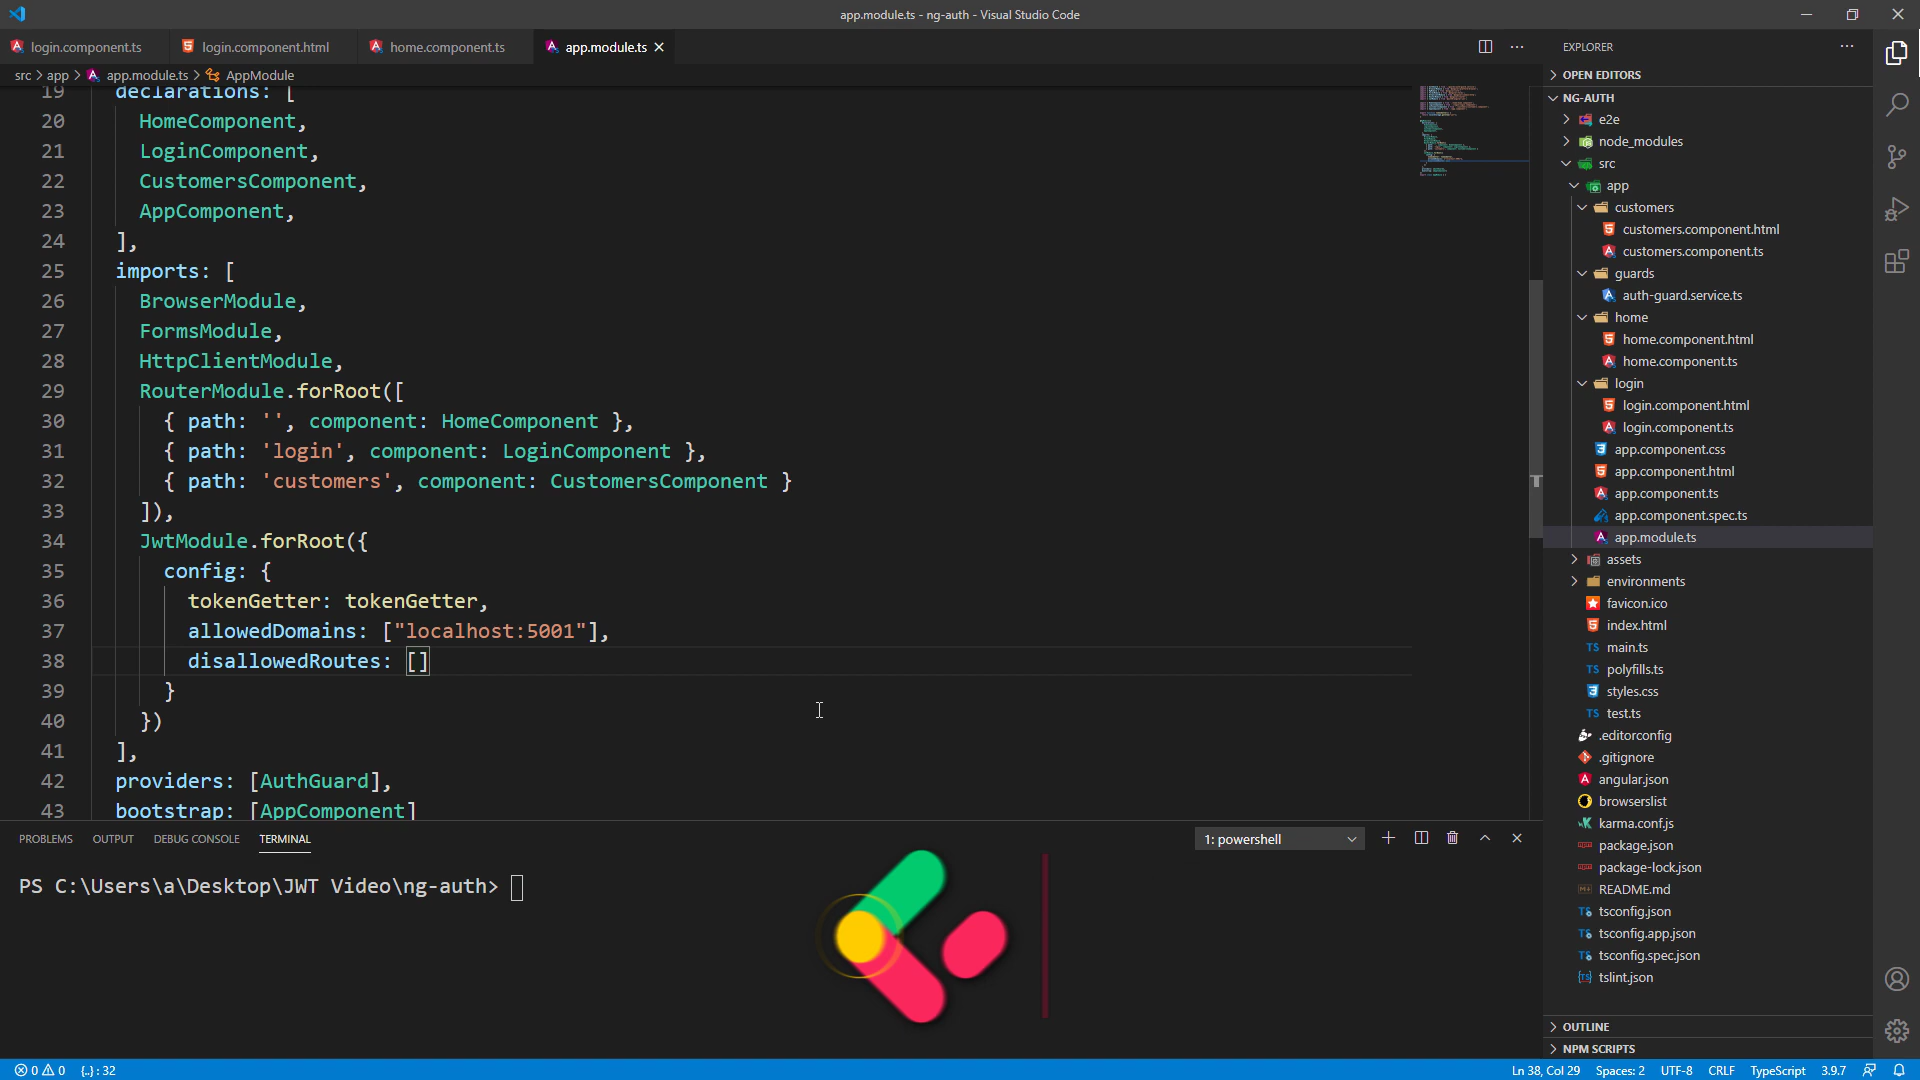 app.module.ts - ng-auth - Visual Studio Code
login.component.ts
login.component.html
home.component.ts
app.module.ts
src > app > app.module.ts > AppModule
19 declarations: [
20 HomeComponent,
21 LoginComponent,
22 CustomersComponent,
23 AppComponent,
24 ],
25 imports: [
26 BrowserModule,
27 FormsModule,
28 HttpClientModule,
29 RouterModule.forRoot([
30 { path: '', component: HomeComponent },
31 { path: 'login', component: LoginComponent },
32 { path: 'customers', component: CustomersComponent }
33 ]),
34 JwtModule.forRoot({
35 config: {
36 tokenGetter: tokenGetter,
37 allowedDomains: ["localhost:5001"],
38 disallowedRoutes: []
39 }
40 })
41 ],
42 providers: [AuthGuard],
43 bootstrap: [AppComponent]
PROBLEMS
OUTPUT
DEBUG CONSOLE
TERMINAL
1: powershell
PS C:\Users\a\Desktop\JWT Video\ng-auth>
EXPLORER
OPEN EDITORS
NG-AUTH
e2e
node_modules
src
app
customers
customers.component.html
customers.component.ts
guards
auth-guard.service.ts
home
home.component.html
home.component.ts
login
login.component.html
login.component.ts
app.component.css
app.component.html
app.component.ts
app.component.spec.ts
app.module.ts
assets
environments
favicon.ico
index.html
TS main.ts
TS polyfills.ts
styles.css
TS test.ts
.editorconfig
.gitignore
angular.json
browserslist
karma.conf.js
package.json
package-lock.json
README.md
tsconfig.json
tsconfig.app.json
tsconfig.spec.json
tslint.json
OUTLINE
NPM SCRIPTS
0 0 {..} : 32
Ln 38, Col 29
Spaces: 2
UTF-8
CRLF
TypeScript
3.9.7